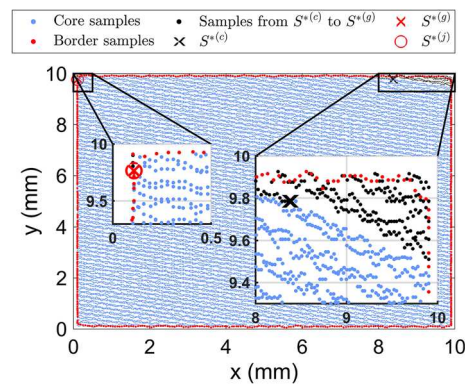 Core samples
Border samples
Samples from S*(c) to S*(g)
S*(c)
S*(g)
S*(j)
10
8
6
4
2
0
y (mm)
0 2 4 6 8 10
x (mm)
10
9.5
0 0.5
10
9.8
9.6
9.4
8 9 10